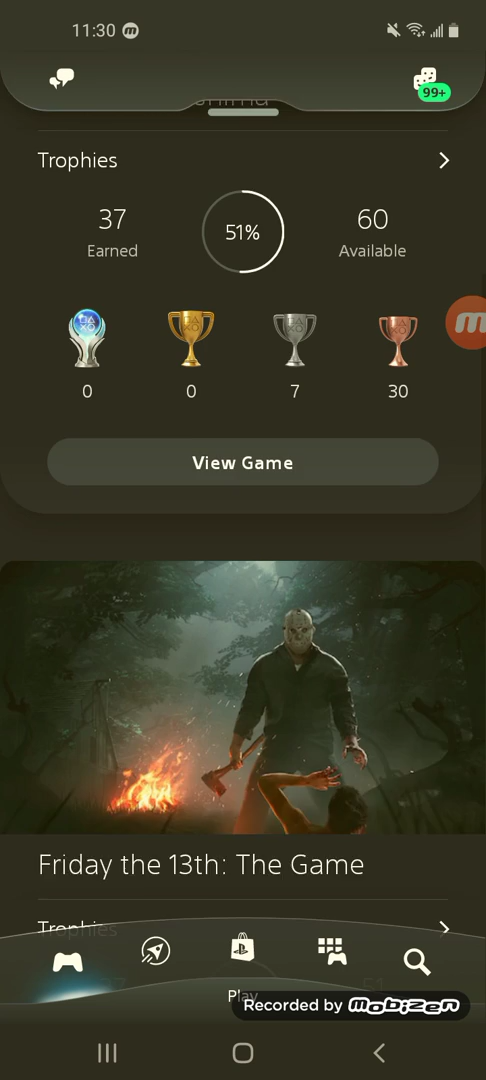 11:30
99+
Trophies
37 51% 60
Earned Available
0 0 7 30
View Game
Friday the 13th: The Game
Trophies
Play
Recorded by mobizen